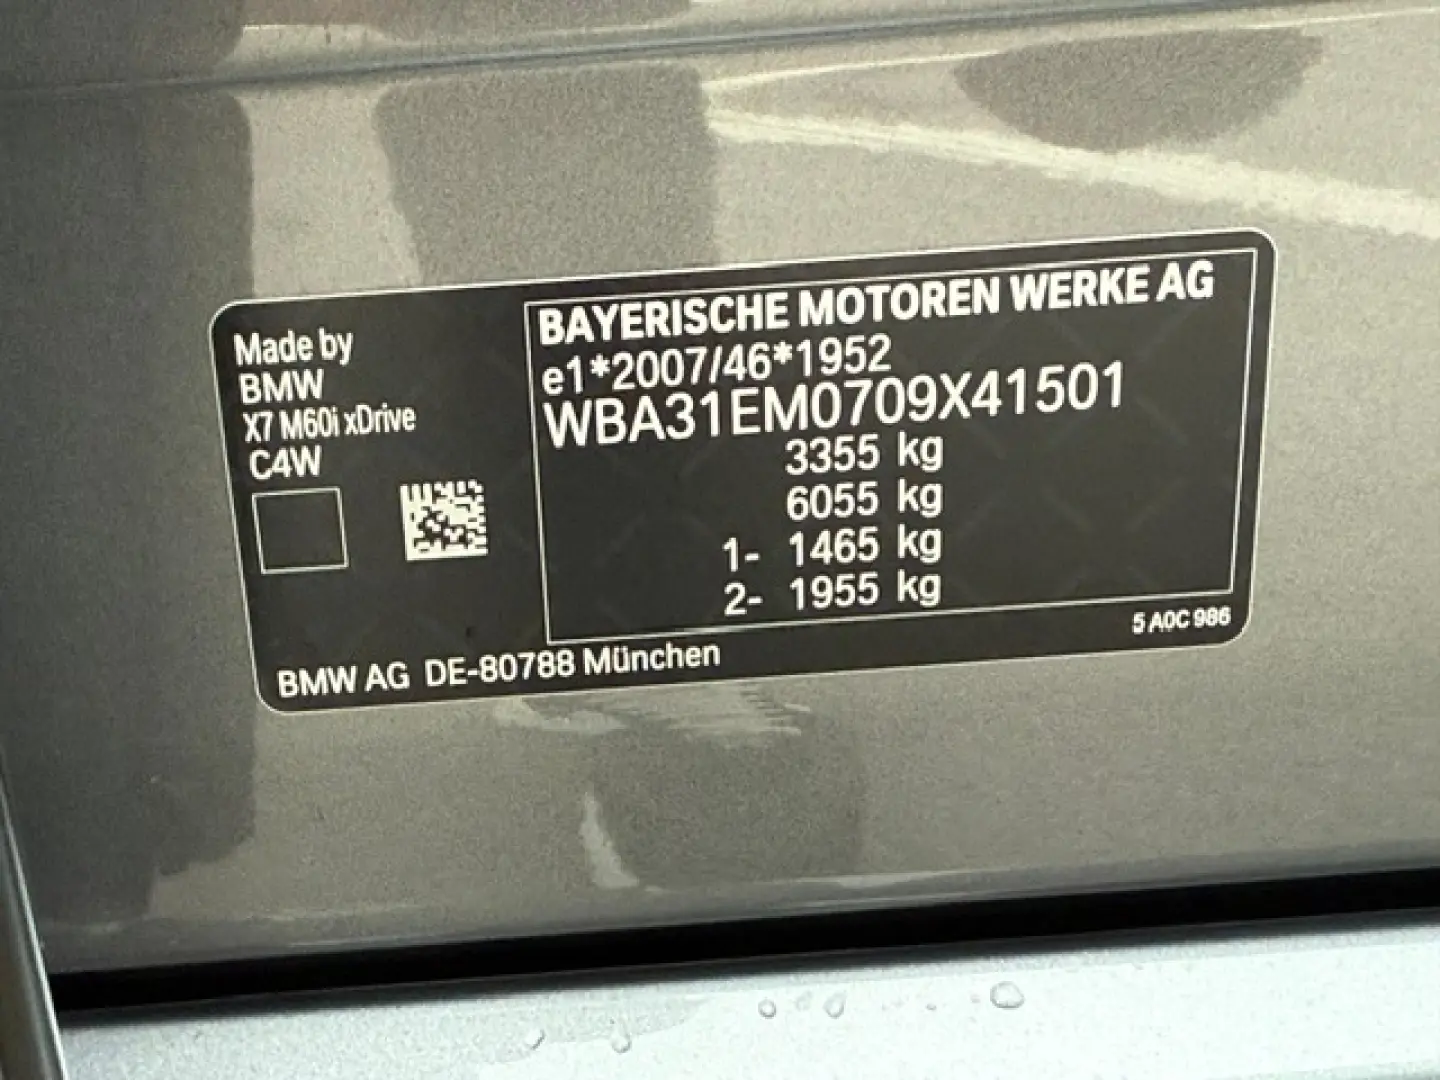 Made by
BMW
X7 M60i xDrive
C4W
BAYERISCHE MOTOREN WERKE AG
e1*2007/46*1952
WBA31EM0709X41501
3355 kg
6055 kg
1- 1465 kg
2- 1955 kg
5 A0C 986
BMW AG DE-80788 München